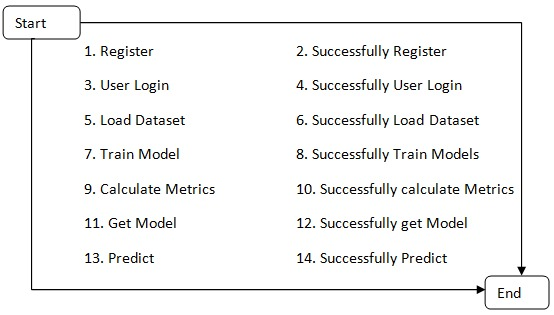 Start
1. Register 2. Successfully Register
3. User Login 4. Successfully User Login
5. Load Dataset 6. Successfully Load Dataset
7. Train Model 8. Successfully Train Models
9. Calculate Metrics 10. Successfully calculate Metrics
11. Get Model 12. Successfully get Model
13. Predict 14. Successfully Predict
End